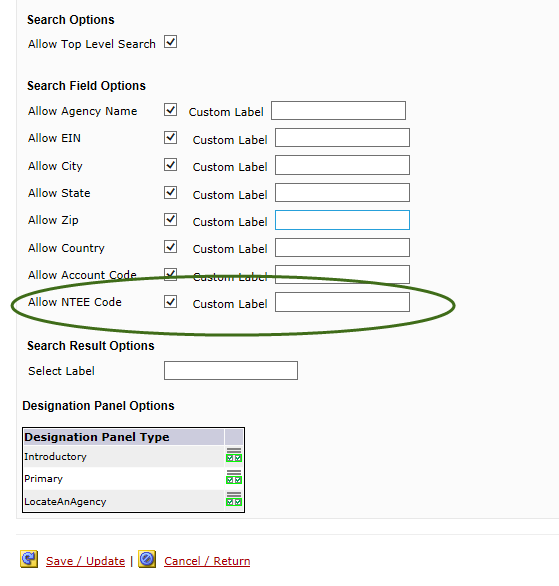 Search Options
Allow Top Level Search
Search Field Options
Allow Agency Name Custom Label
Allow EIN Custom Label
Allow City Custom Label
Allow State Custom Label
Allow Zip Custom Label
Allow Country Custom Label
Allow Account Code Custom Label
Allow NTEE Code Custom Label
Search Result Options
Select Label
Designation Panel Options
Designation Panel Type
Introductory
Primary
LocateAnAgency
Save / Update | Cancel / Return